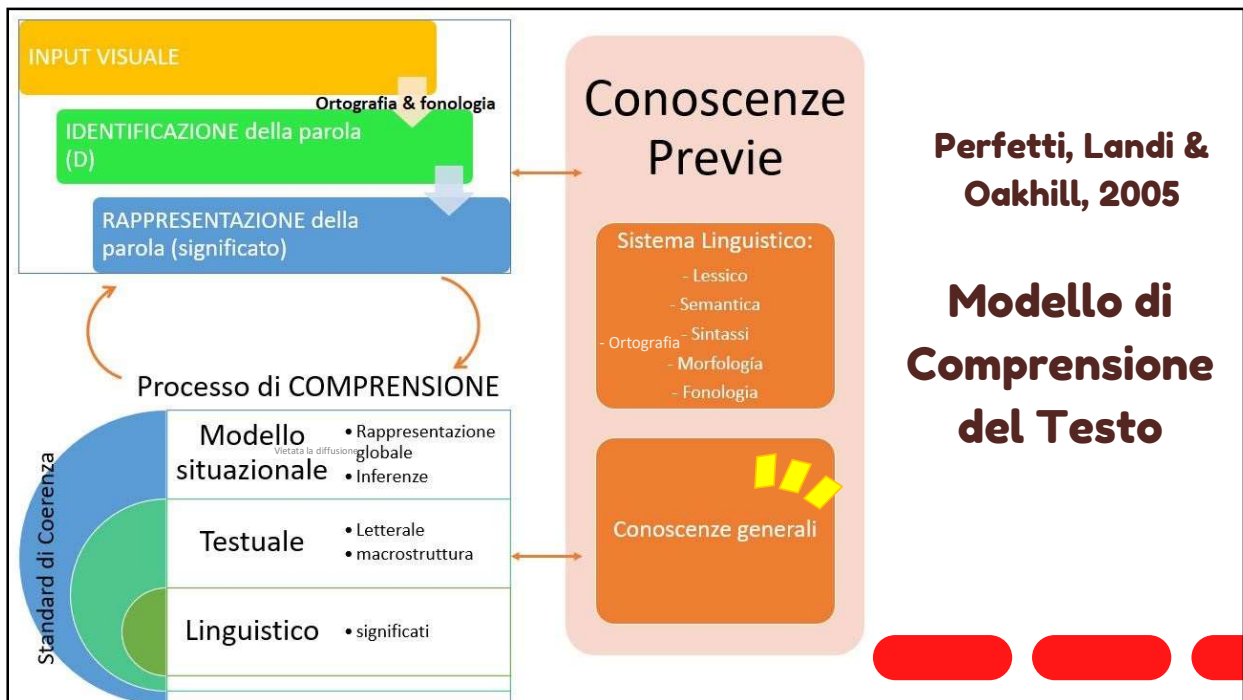 INPUT VISUALE
Ortografia & fonologia
IDENTIFICAZIONE della parola
(D)
RAPPRESENTAZIONE della
parola (significato)
Processo di COMPRENSIONE
Standard di Coerenza
Modello
situazionale
• Rappresentazione
globale
• Inferenze
Vietata la diffusione
Testuale
• Letterale
• macrostruttura
Linguistico
• significati
Conoscenze
Previe
Sistema Linguistico:
- Lessico
- Semantica
- Sintassi
- Ortografia
- Morfología
- Fonologia
Conoscenze generali
Perfetti, Landi &
Oakhill, 2005
Modello di
Comprensione
del Testo